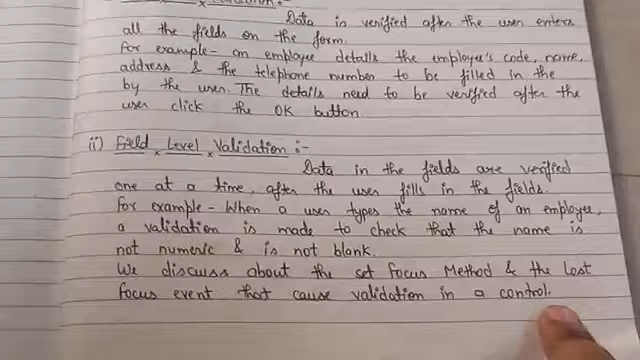 Validation :-
Data is verified after the user enters
all the fields on the form.
for example - an employee details the employee's code, name,
address & the telephone number to be filled in the
by the user. The details need to be verified after the
user click the OK button.
ii) Field Level Validation :-
Data in the fields are verified
one at a time, after the user fills in the fields.
for example - When a user types the name of an employee,
a validation is made to check that the name is
not numeric & is not blank.
We discuss about the set focus Method & the Lost
focus event that cause validation in a control.